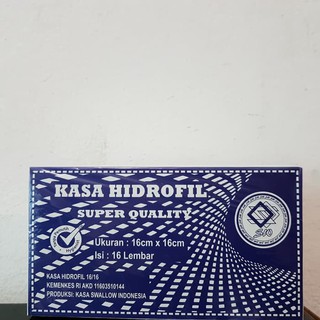 KASA HIDROFIL
SUPER QUALITY
Ukuran : 16cm x 16cm
Isi : 16 Lembar
KASA HIDROFIL 16/16
KEMENKES RI AKD 11603510144
PRODUKSI: KASA SWALLOW INDONESIA